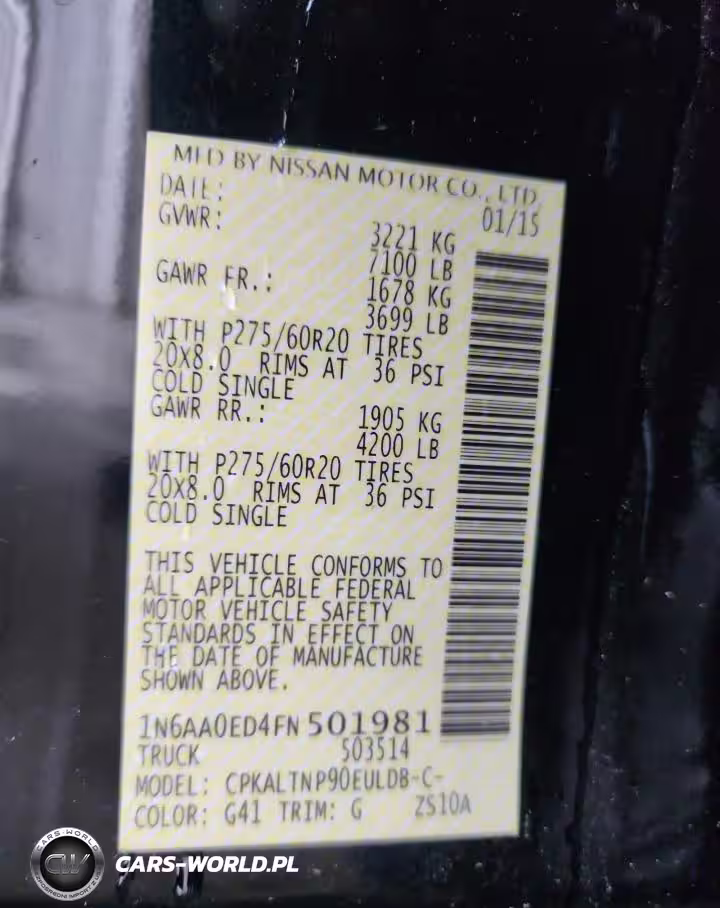 MFD BY NISSAN MOTOR CO., LTD.
DATE: 01/15
GVWR: 3221 KG
7100 LB
GAWR FR.: 1678 KG
3699 LB
WITH P275/60R20 TIRES
20X8.0 RIMS AT 36 PSI
COLD SINGLE
GAWR RR.: 1905 KG
4200 LB
WITH P275/60R20 TIRES
20X8.0 RIMS AT 36 PSI
COLD SINGLE
THIS VEHICLE CONFORMS TO
ALL APPLICABLE FEDERAL
MOTOR VEHICLE SAFETY
STANDARDS IN EFFECT ON
THE DATE OF MANUFACTURE
SHOWN ABOVE.
1N6AA0ED4FN501981
TRUCK S03514
MODEL: CPKALTNP90EULDB-C-
COLOR: G41 TRIM: G ZS10A
CARS-WORLD
CW
CARS-WORLD.PL